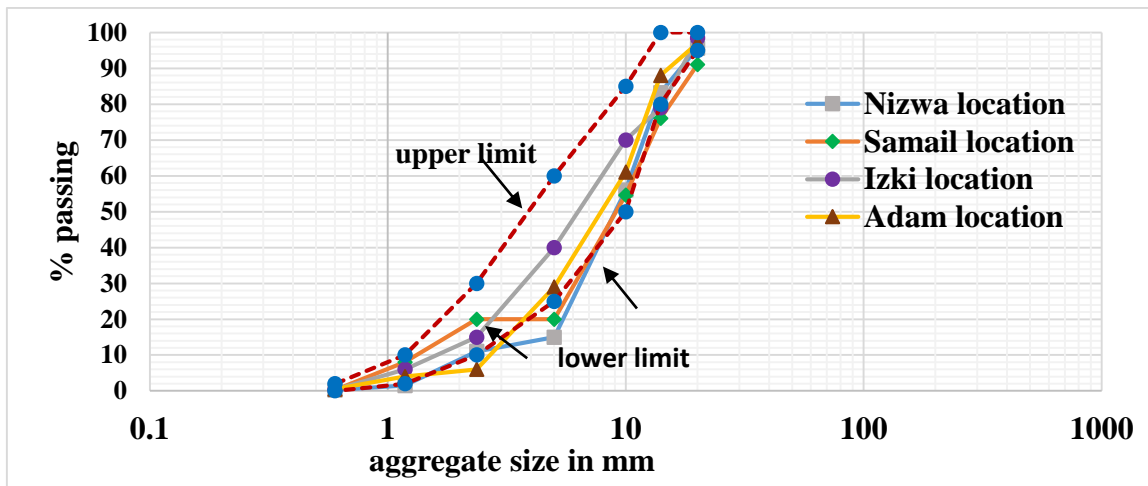 100
90
80
70
60
50
40
30
20
10
0
% passing
upper limit
lower limit
Nizwa location
Samail location
Izki location
Adam location
0.1 1 10 100 1000
aggregate size in mm